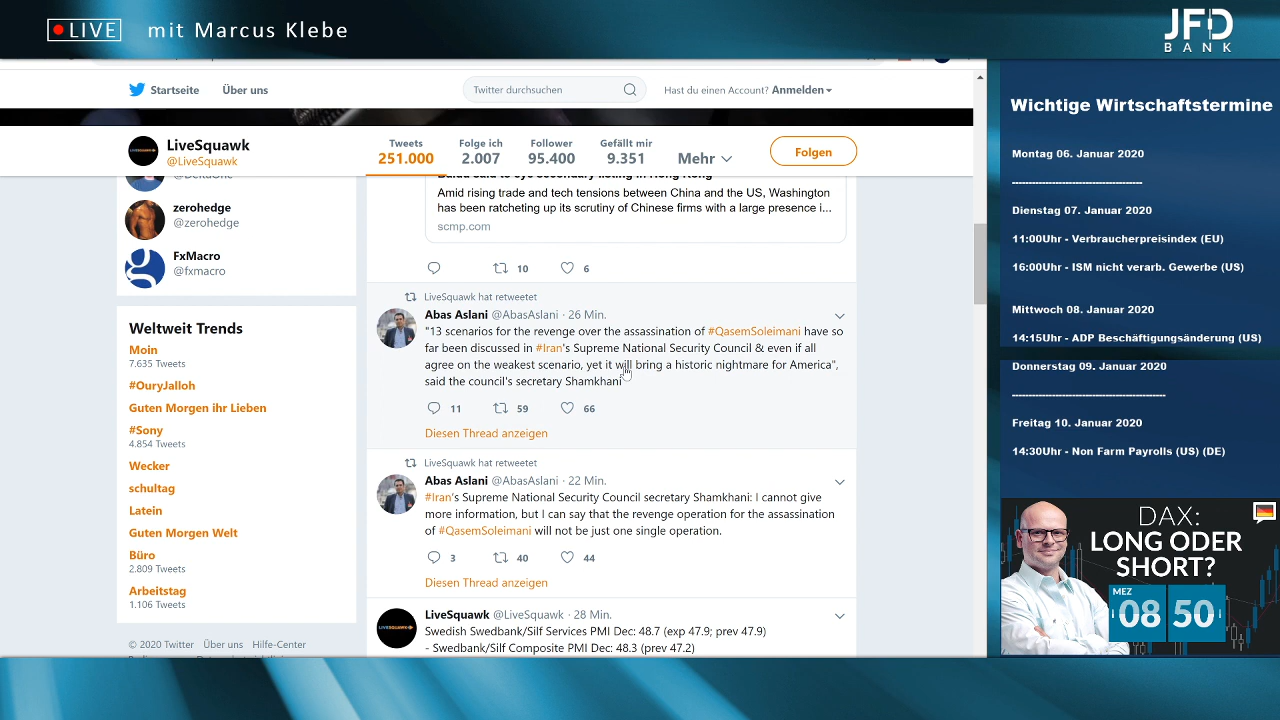 LIVE mit Marcus Klebe
JFD
BANK
Startseite Über uns
Twitter durchsuchen
Hast du einen Account? Anmelden
LiveSquawk
@LiveSquawk
Tweets
251.000
Folge ich
2.007
Follower
95.400
Gefällt mir
9.351
Mehr
Folgen
zerohedge
@zerohedge
FxMacro
@fxmacro
Weltweit Trends
Moin
7.635 Tweets
#OuryJalloh
Guten Morgen ihr Lieben
#Sony
4.854 Tweets
Wecker
schultag
Latein
Guten Morgen Welt
Büro
2.809 Tweets
Arbeitstag
1.106 Tweets
© 2020 Twitter Über uns Hilfe-Center
Baidu said to eye secondary listing in Hong Kong
Amid rising trade and tech tensions between China and the US, Washington
has been ratcheting up its scrutiny of Chinese firms with a large presence i...
scmp.com
10 6
LiveSquawk hat retweetet
Abas Aslani @AbasAslani · 26 Min.
"13 scenarios for the revenge over the assassination of #QasemSoleimani have so
far been discussed in #Iran's Supreme National Security Council & even if all
agree on the weakest scenario, yet it will bring a historic nightmare for America",
said the council's secretary Shamkhani
11 59 66
Diesen Thread anzeigen
LiveSquawk hat retweetet
Abas Aslani @AbasAslani · 22 Min.
#Iran's Supreme National Security Council secretary Shamkhani: I cannot give
more information, but I can say that the revenge operation for the assassination
of #QasemSoleimani will not be just one single operation.
3 40 44
Diesen Thread anzeigen
LiveSquawk @LiveSquawk · 28 Min.
Swedish Swedbank/Silf Services PMI Dec: 48.7 (exp 47.9; prev 47.9)
- Swedbank/Silf Composite PMI Dec: 48.3 (prev 47.2)
Wichtige Wirtschaftstermine
Montag 06. Januar 2020
Dienstag 07. Januar 2020
11:00Uhr - Verbraucherpreisindex (EU)
16:00Uhr - ISM nicht verarb. Gewerbe (US)
Mittwoch 08. Januar 2020
14:15Uhr - ADP Beschäftigungsänderung (US)
Donnerstag 09. Januar 2020
Freitag 10. Januar 2020
14:30Uhr - Non Farm Payrolls (US) (DE)
DAX:
LONG ODER
SHORT?
MEZ
08 50